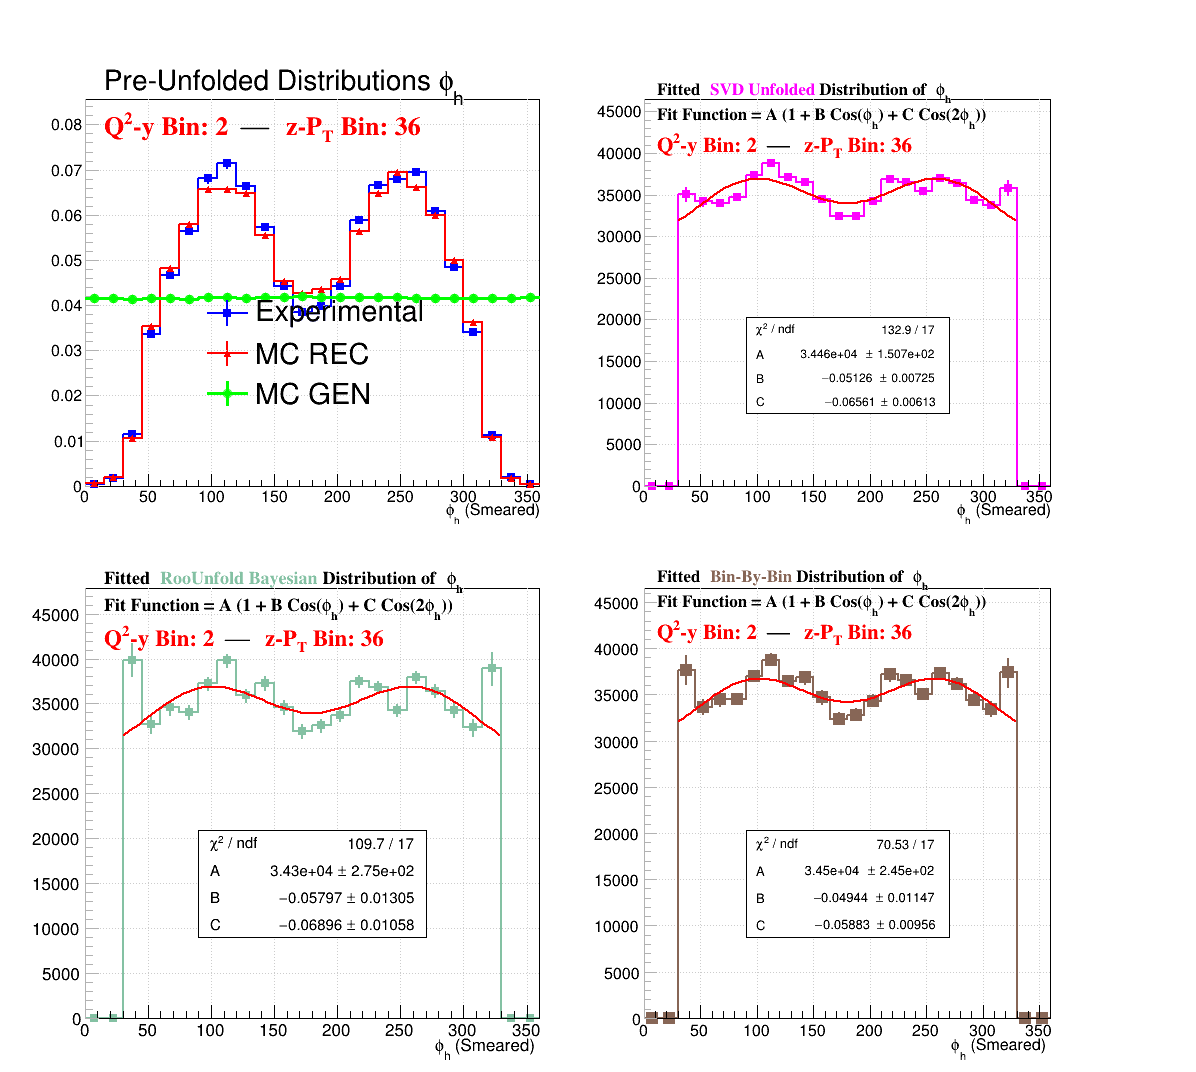 Pre-Unfolded Distributions ϕh
Q²-y Bin: 2 — z-PT Bin: 36
0.08
0.07
0.06
0.05
0.04
0.03
0.02
0.01
0
Experimental
MC REC
MC GEN
0 50 100 150 200 250 300 350
ϕh (Smeared)
Fitted SVD Unfolded Distribution of ϕh
Fit Function = A (1 + B Cos(ϕh) + C Cos(2ϕh))
Q²-y Bin: 2 — z-PT Bin: 36
45000
40000
35000
30000
25000
20000
15000
10000
5000
0
χ² / ndf 132.9 / 17
A 3.446e+04 ± 1.507e+02
B −0.05126 ± 0.00725
C −0.06561 ± 0.00613
0 50 100 150 200 250 300 350
ϕh (Smeared)
Fitted RooUnfold Bayesian Distribution of ϕh
Fit Function = A (1 + B Cos(ϕh) + C Cos(2ϕh))
Q²-y Bin: 2 — z-PT Bin: 36
45000
40000
35000
30000
25000
20000
15000
10000
5000
0
χ² / ndf 109.7 / 17
A 3.43e+04 ± 2.75e+02
B −0.05797 ± 0.01305
C −0.06896 ± 0.01058
0 50 100 150 200 250 300 350
ϕh (Smeared)
Fitted Bin-By-Bin Distribution of ϕh
Fit Function = A (1 + B Cos(ϕh) + C Cos(2ϕh))
Q²-y Bin: 2 — z-PT Bin: 36
45000
40000
35000
30000
25000
20000
15000
10000
5000
0
χ² / ndf 70.53 / 17
A 3.45e+04 ± 2.45e+02
B −0.04944 ± 0.01147
C −0.05883 ± 0.00956
0 50 100 150 200 250 300 350
ϕh (Smeared)